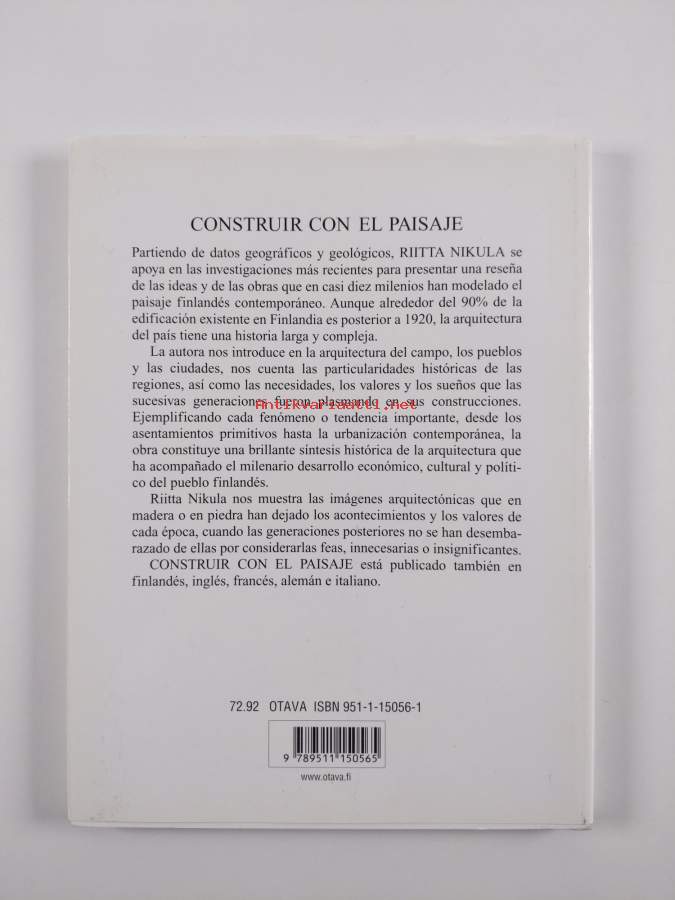 CONSTRUIR CON EL PAISAJE
Partiendo de datos geográficos y geológicos, RIITTA NIKULA se
apoya en las investigaciones más recientes para presentar una reseña
de las ideas y de las obras que en casi diez milenios han modelado el
paisaje finlandés contemporáneo. Aunque alrededor del 90% de la
edificación existente en Finlandia es posterior a 1920, la arquitectura
del país tiene una historia larga y compleja.
La autora nos introduce en la arquitectura del campo, los pueblos
y las ciudades, nos cuenta las particularidades históricas de las
regiones, así como las necesidades, los valores y los sueños que las
sucesivas generaciones fueron plasmando en sus construcciones.
Antikvariaatti.net
Ejemplificando cada fenómeno o tendencia importante, desde los
asentamientos primitivos hasta la urbanización contemporánea, la
obra constituye una brillante síntesis histórica de la arquitectura que
ha acompañado el milenario desarrollo económico, cultural y políti-
co del pueblo finlandés.
Riitta Nikula nos muestra las imágenes arquitectónicas que en
madera o en piedra han dejado los acontecimientos y los valores de
cada época, cuando las generaciones posteriores no se han desemba-
razado de ellas por considerarlas feas, innecesarias o insignificantes.
CONSTRUIR CON EL PAISAJE está publicado también en
finlandés, inglés, francés, alemán e italiano.
72.92 OTAVA ISBN 951-1-15056-1
9 789511 150565
www.otava.fi